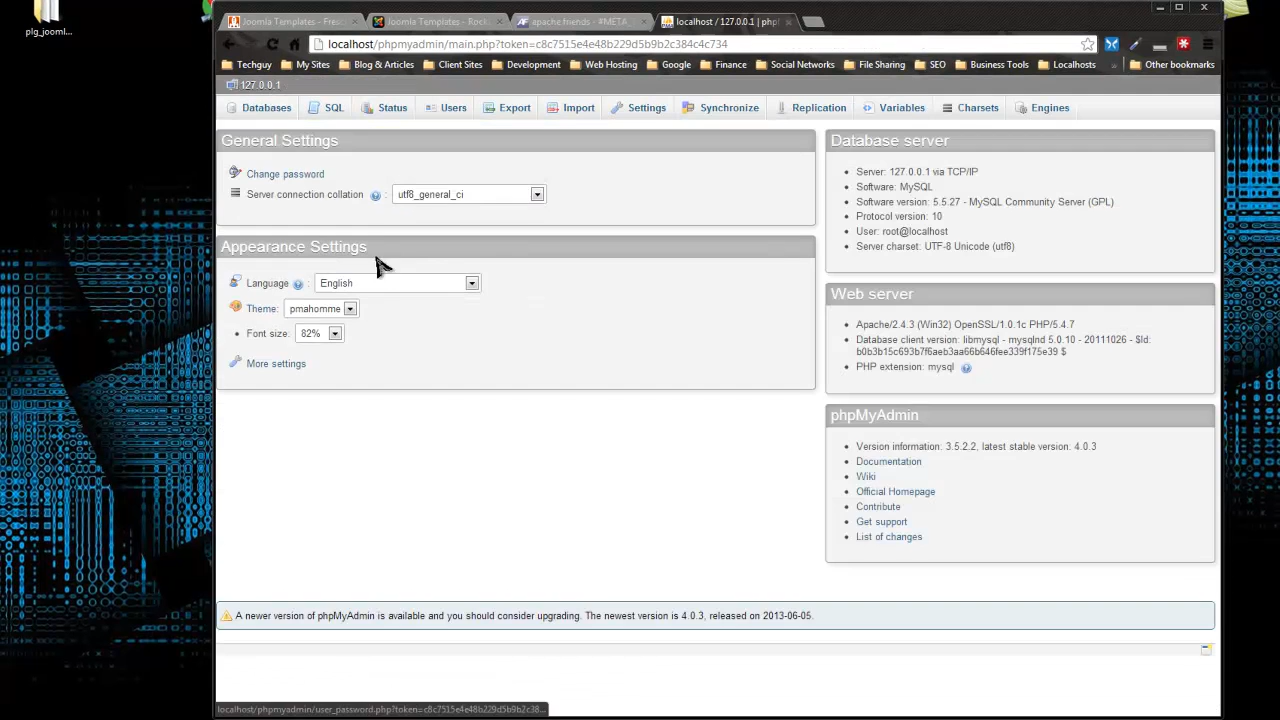 plg_jooml...
Joomla Templates - Fresc
Joomla Templates - Rock
apache friends - #META
localhost / 127.0.0.1 | phpl
localhost/phpmyadmin/main.php?token=c8c7515e4e48b229d5b9b2c384c4c734
Techguy My Sites Blog & Articles Client Sites Development Web Hosting Google Finance Social Networks File Sharing SEO Business Tools Localhosts » Other bookmarks
127.0.0.1
Databases SQL Status Users Export Import Settings Synchronize Replication Variables Charsets Engines
General Settings
Change password
Server connection collation : utf8_general_ci
Appearance Settings
Language : English
Theme: pmahomme
Font size: 82%
More settings
Database server
Server: 127.0.0.1 via TCP/IP
Software: MySQL
Software version: 5.5.27 - MySQL Community Server (GPL)
Protocol version: 10
User: root@localhost
Server charset: UTF-8 Unicode (utf8)
Web server
Apache/2.4.3 (Win32) OpenSSL/1.0.1c PHP/5.4.7
Database client version: libmysql - mysqlnd 5.0.10 - 20111026 - $Id:
b0b3b15c693b7f6aeb3aa66b646fee339f175e39 $
PHP extension: mysql
phpMyAdmin
Version information: 3.5.2.2, latest stable version: 4.0.3
Documentation
Wiki
Official Homepage
Contribute
Get support
List of changes
A newer version of phpMyAdmin is available and you should consider upgrading. The newest version is 4.0.3, released on 2013-06-05.
localhost/phpmyadmin/user_password.php?token=c8c7515e4e48b229d5b9b2c38...